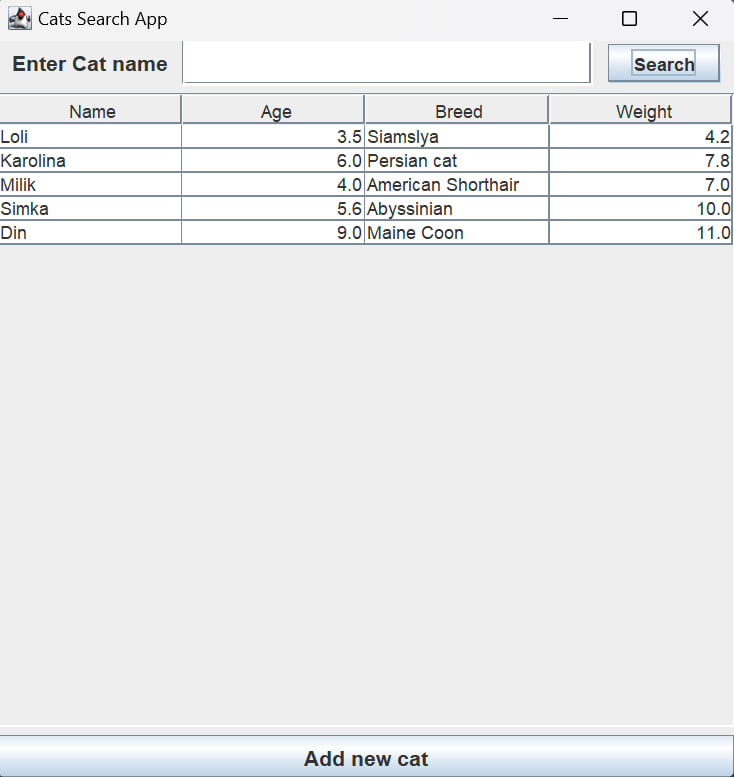 Cats Search App
Enter Cat name Search
Name Age Breed Weight
Loli 3.5 Siamslya 4.2
Karolina 6.0 Persian cat 7.8
Milik 4.0 American Shorthair 7.0
Simka 5.6 Abyssinian 10.0
Din 9.0 Maine Coon 11.0
Add new cat